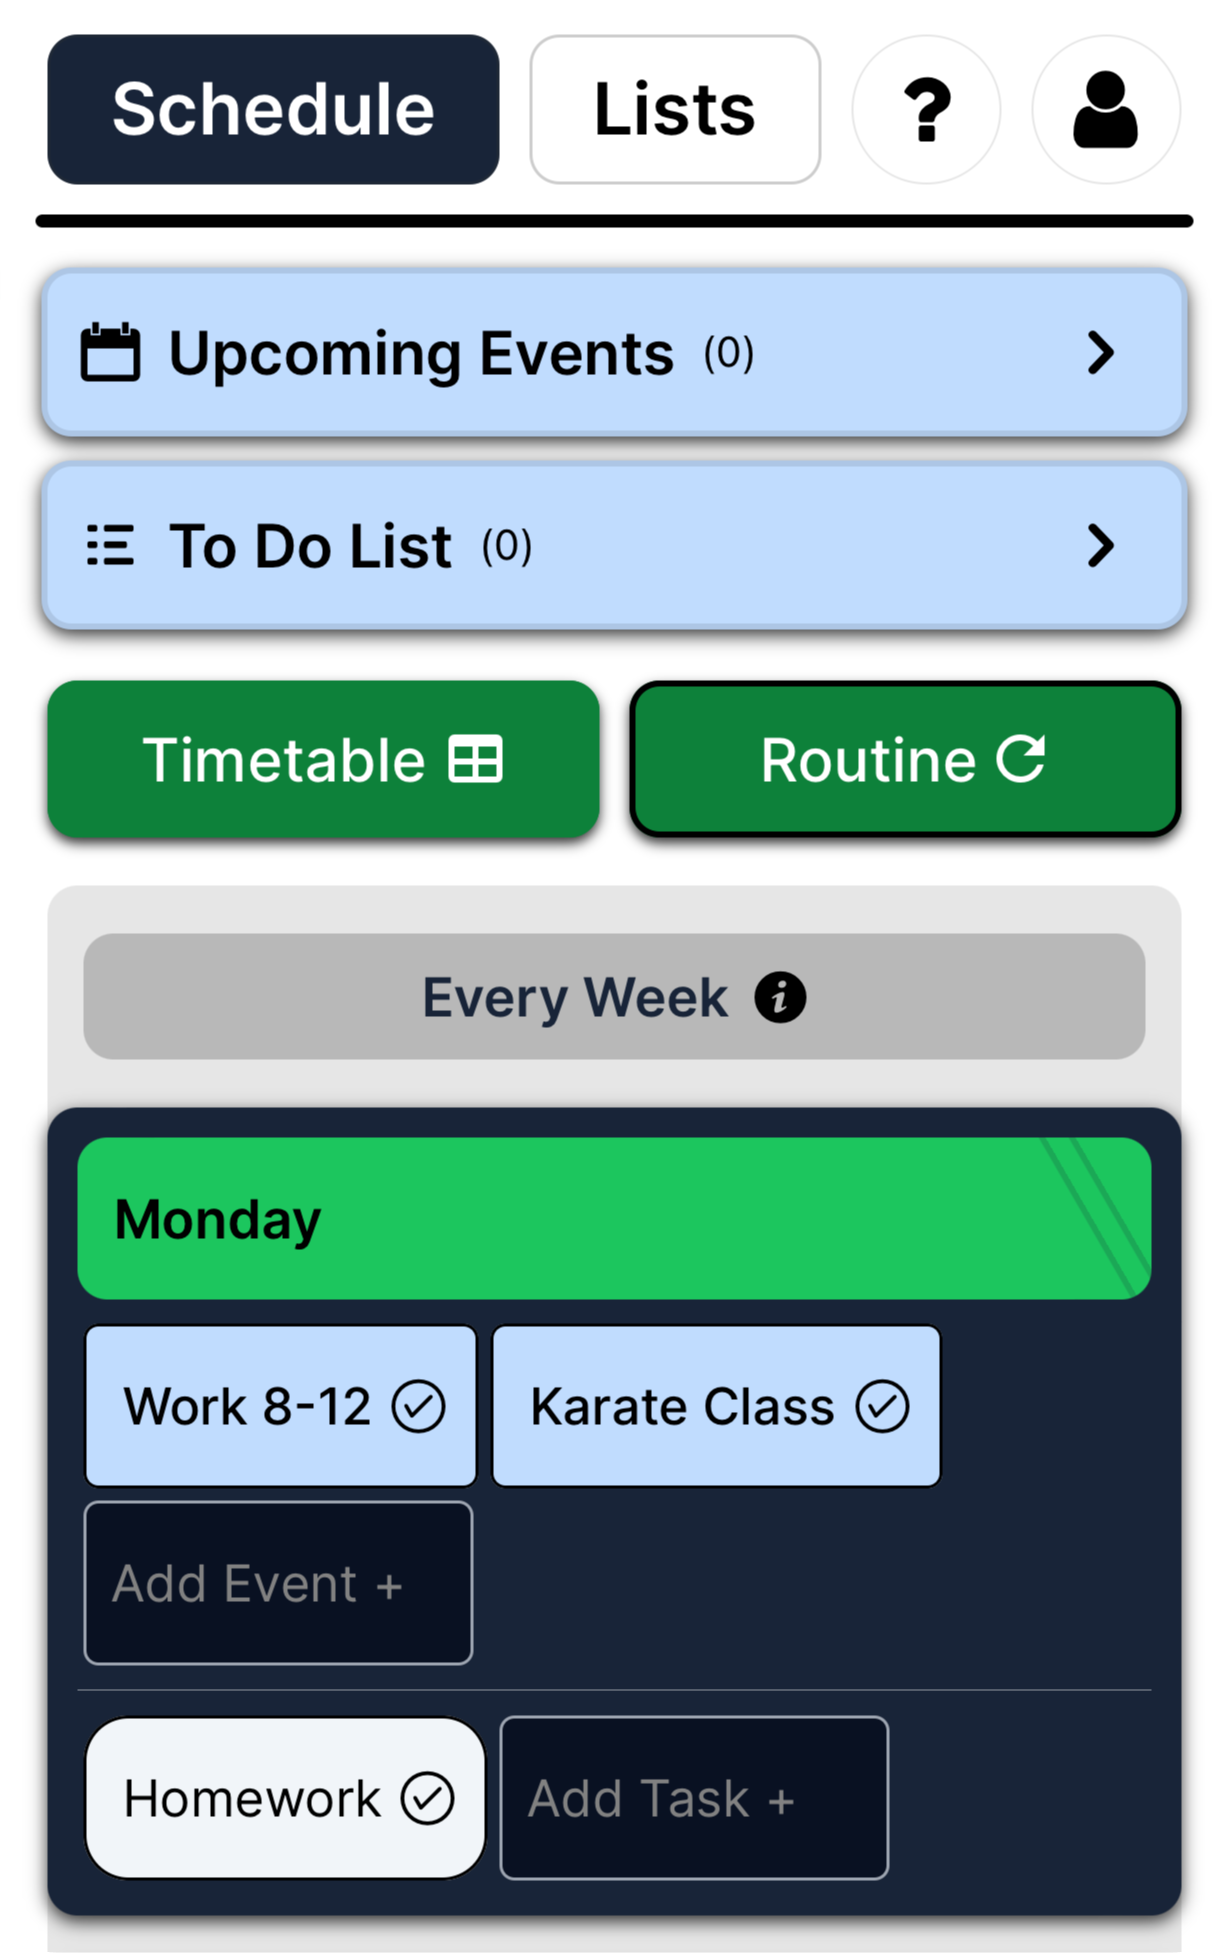 Schedule Lists ?
Upcoming Events (0)
To Do List (0)
Timetable Routine
Every Week i
Monday
Work 8-12 Karate Class
Add Event +
Homework Add Task +